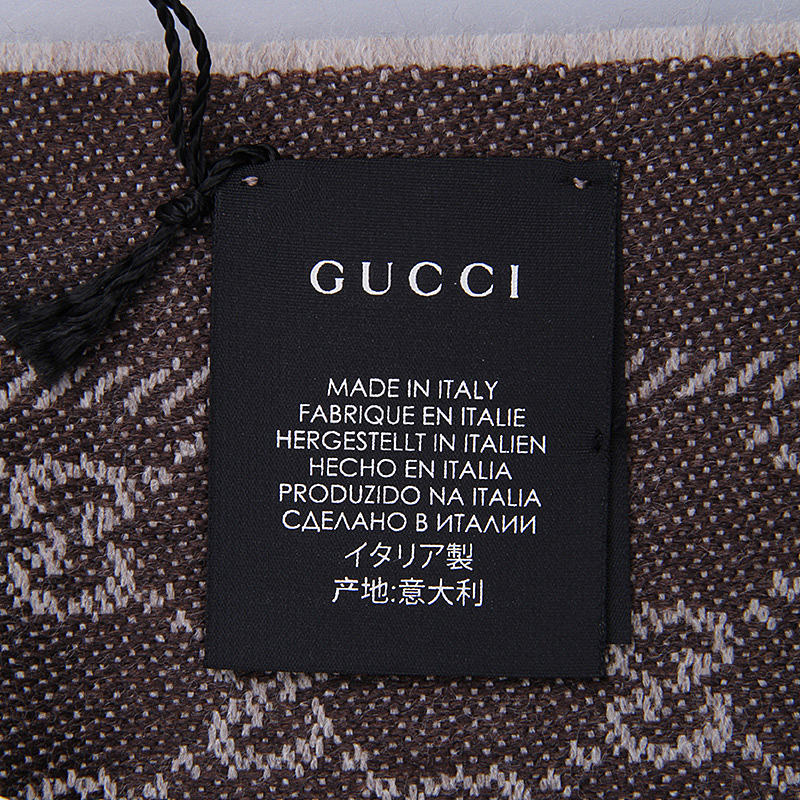 GUCCI
MADE IN ITALY
FABRIQUE EN ITALIE
HERGESTELLT IN ITALIEN
HECHO EN ITALIA
PRODUZIDO NA ITALIA
СДЕЛАНО В ИТАЛИИ
イタリア製
产地:意大利